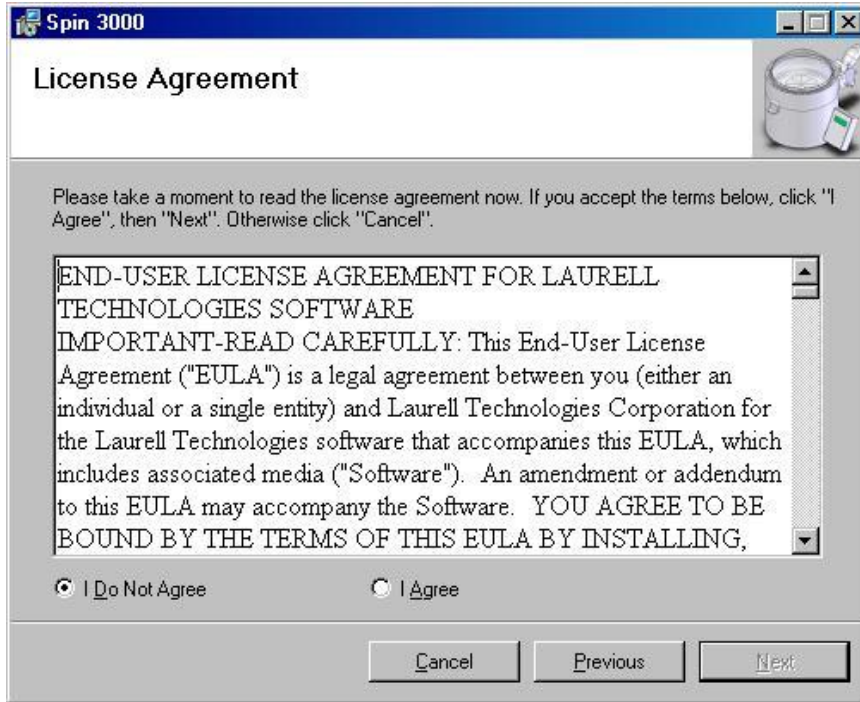 Spin 3000
License Agreement
Please take a moment to read the license agreement now. If you accept the terms below, click "I
Agree", then "Next". Otherwise click "Cancel".
END-USER LICENSE AGREEMENT FOR LAURELL
TECHNOLOGIES SOFTWARE
IMPORTANT-READ CAREFULLY: This End-User License
Agreement ("EULA") is a legal agreement between you (either an
individual or a single entity) and Laurell Technologies Corporation for
the Laurell Technologies software that accompanies this EULA, which
includes associated media ("Software").  An amendment or addendum
to this EULA may accompany the Software.  YOU AGREE TO BE
BOUND BY THE TERMS OF THIS EULA BY INSTALLING,
I Do Not Agree
I Agree
Cancel
Previous
Next